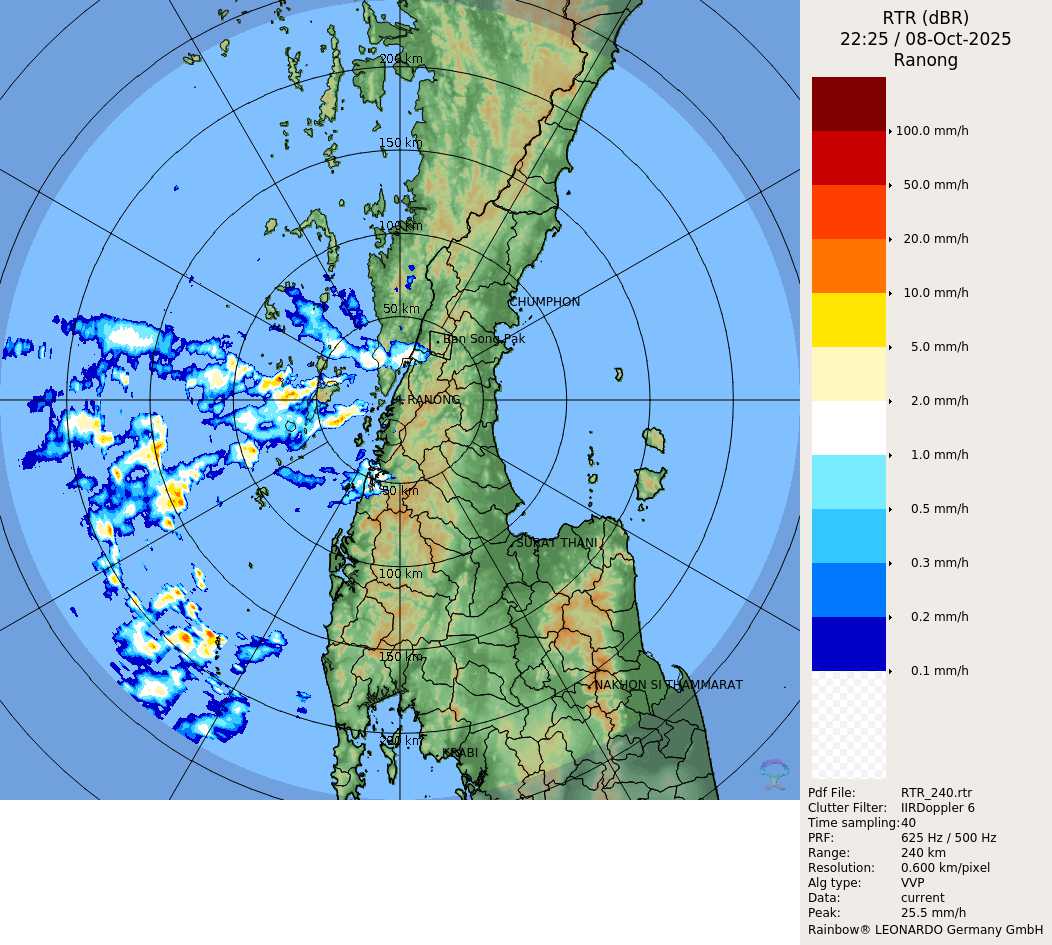 RTR (dBR)
22:25 / 08-Oct-2025
Ranong
200 km
150 km
100 km
50 km
CHUMPHON
Ban Song Pak
RANONG
50 km
SURAT THANI
100 km
150 km
NAKHON SI THAMMARAT
200 km
KRABI
100.0 mm/h
50.0 mm/h
20.0 mm/h
10.0 mm/h
5.0 mm/h
2.0 mm/h
1.0 mm/h
0.5 mm/h
0.3 mm/h
0.2 mm/h
0.1 mm/h
Pdf File: RTR_240.rtr
Clutter Filter: IIRDoppler 6
Time sampling: 40
PRF: 625 Hz / 500 Hz
Range: 240 km
Resolution: 0.600 km/pixel
Alg type: VVP
Data: current
Peak: 25.5 mm/h
Rainbow® LEONARDO Germany GmbH